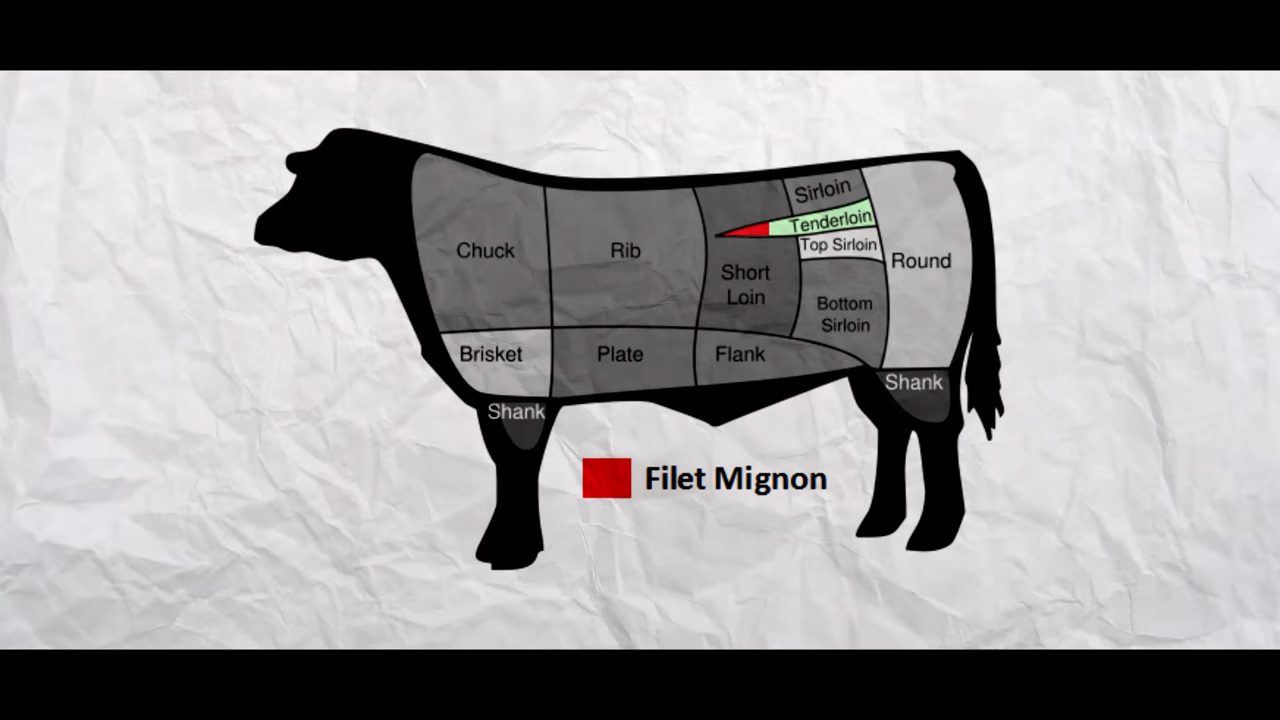 Sirloin
Tenderloin
Top Sirloin
Chuck
Rib
Round
Short
Loin
Bottom
Sirloin
Brisket
Plate
Flank
Shank
Shank
Filet Mignon